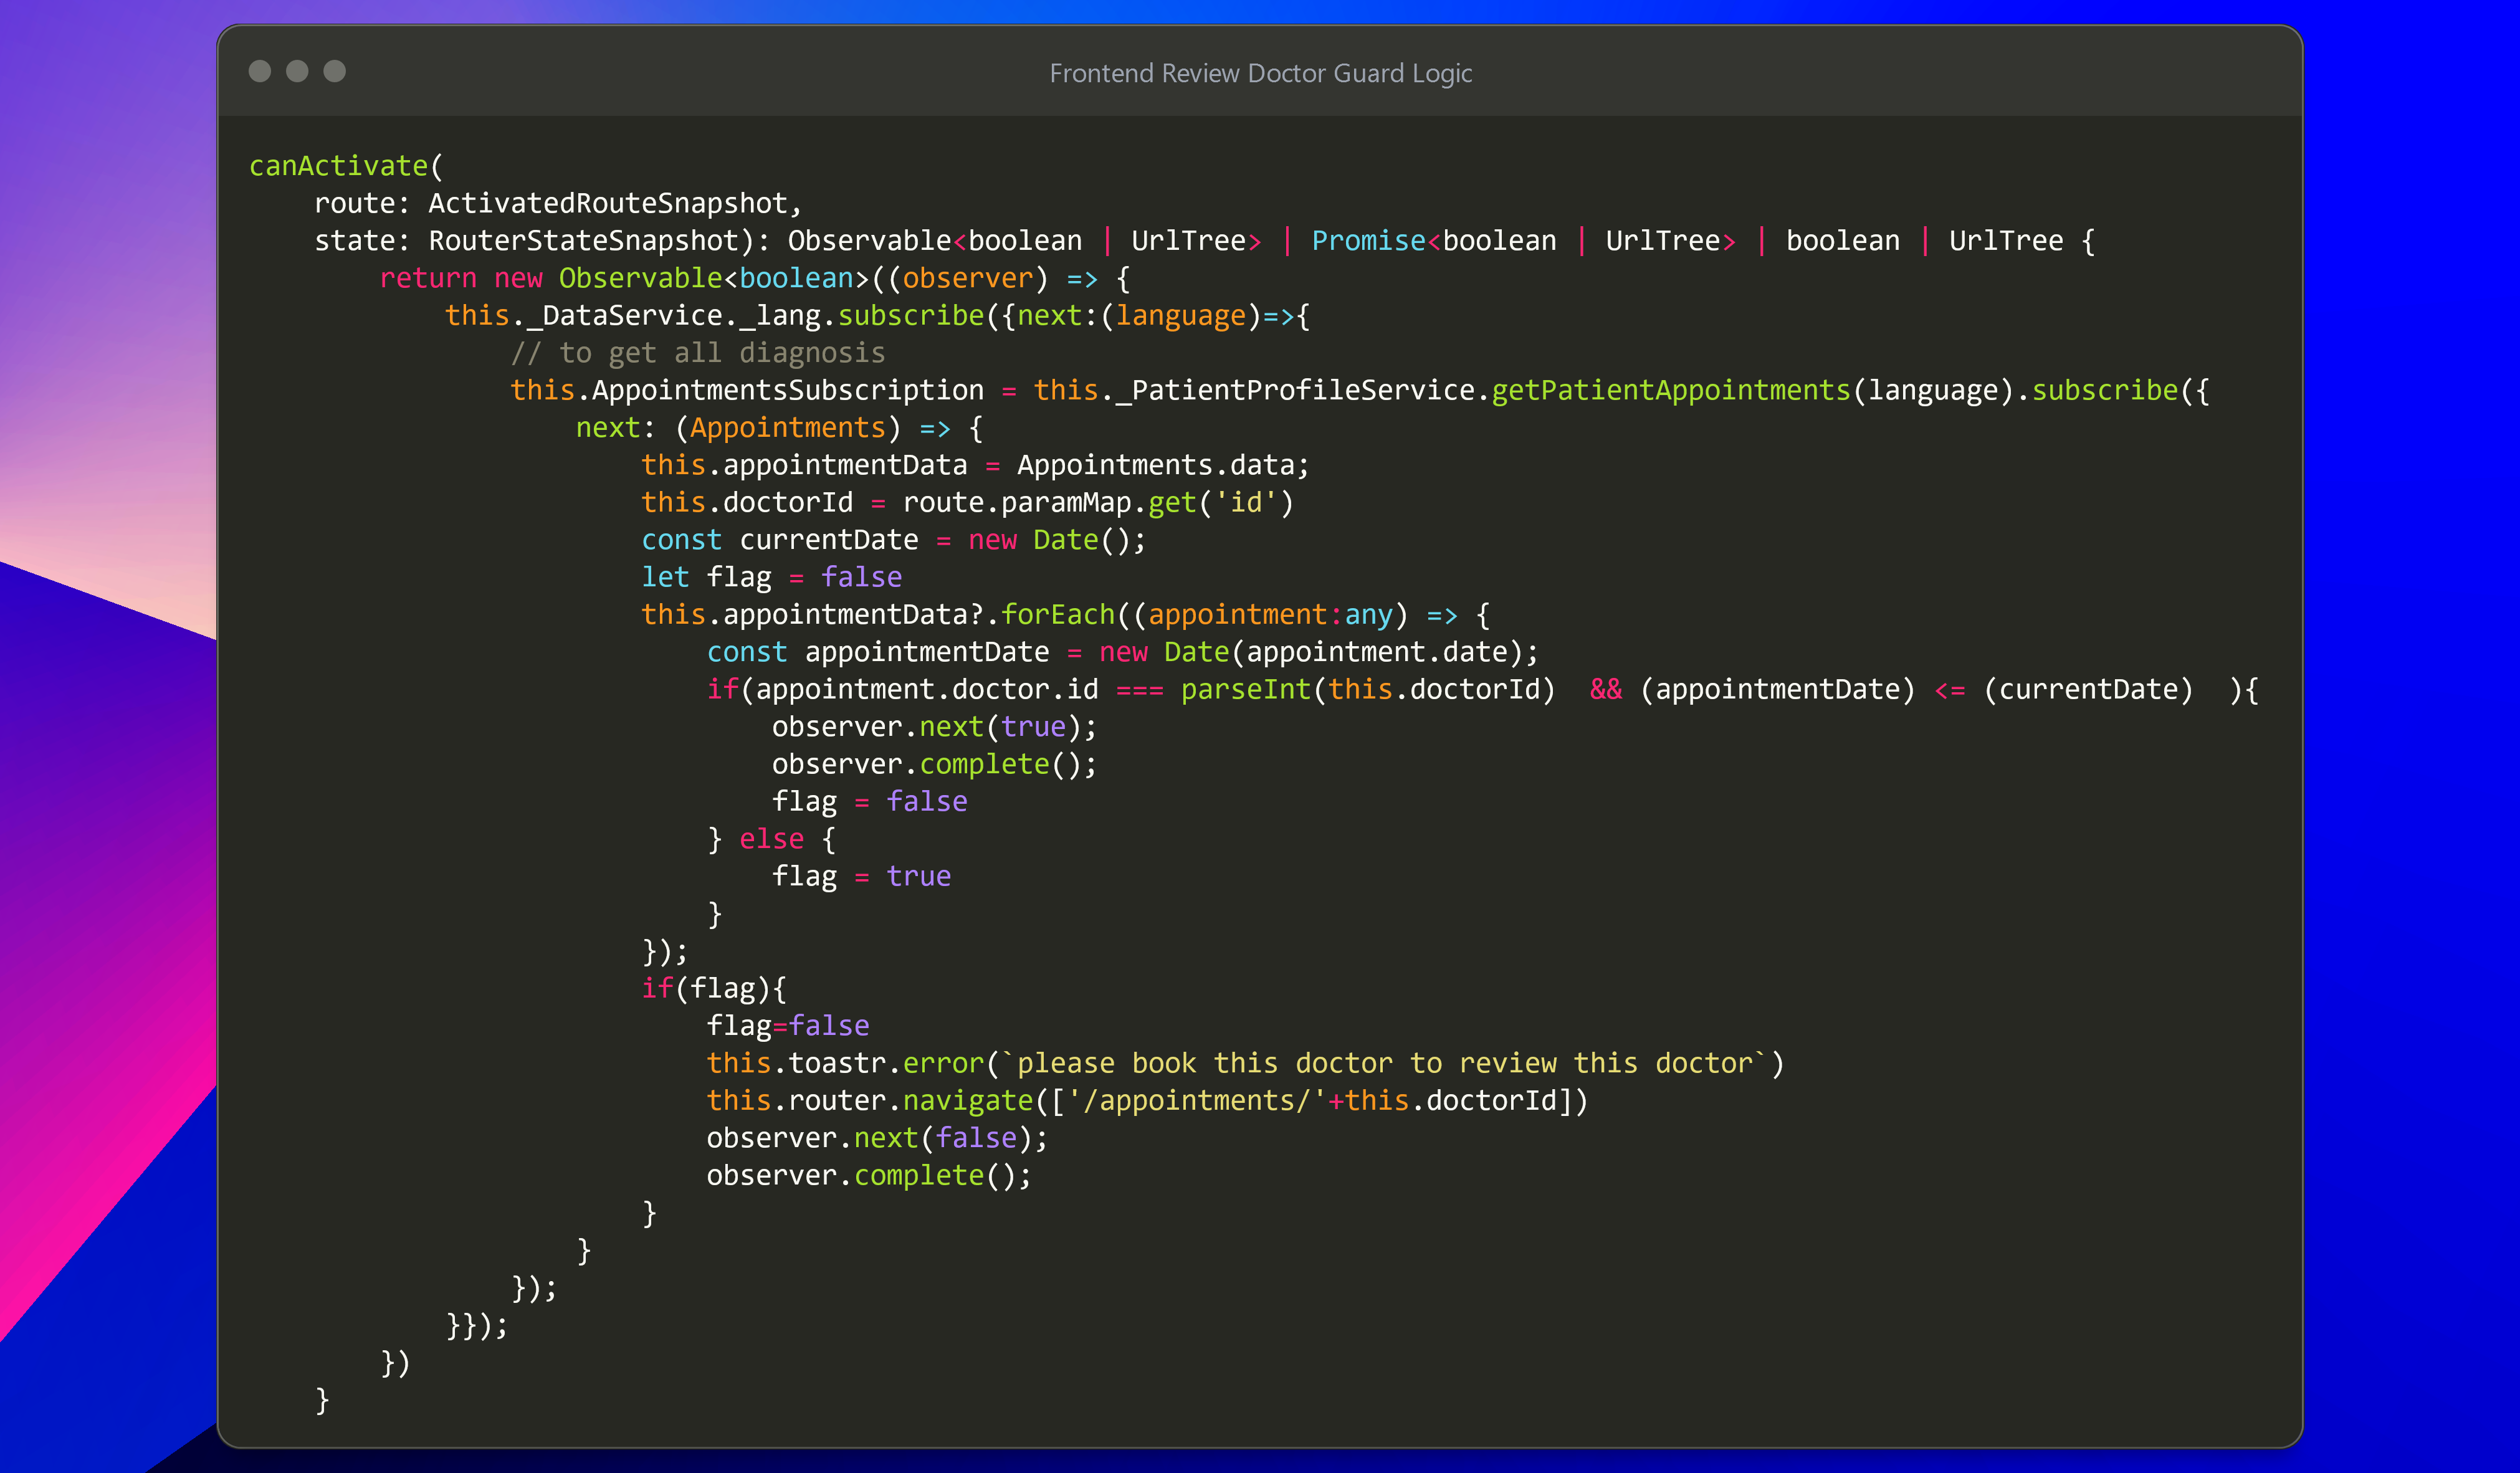 Frontend Review Doctor Guard Logic
canActivate(
    route: ActivatedRouteSnapshot,
    state: RouterStateSnapshot): Observable<boolean | UrlTree> | Promise<boolean | UrlTree> | boolean | UrlTree {
        return new Observable<boolean>((observer) => {
            this._DataService._lang.subscribe({next:(language)=>{
                // to get all diagnosis
                this.AppointmentsSubscription = this._PatientProfileService.getPatientAppointments(language).subscribe({
                    next: (Appointments) => {
                        this.appointmentData = Appointments.data;
                        this.doctorId = route.paramMap.get('id')
                        const currentDate = new Date();
                        let flag = false
                        this.appointmentData?.forEach((appointment:any) => {
                            const appointmentDate = new Date(appointment.date);
                            if(appointment.doctor.id === parseInt(this.doctorId)  && (appointmentDate) <= (currentDate)  ){
                                observer.next(true);
                                observer.complete();
                                flag = false
                            } else {
                                flag = true
                            }
                        });
                        if(flag){
                            flag=false
                            this.toastr.error(`please book this doctor to review this doctor`)
                            this.router.navigate(['/appointments/'+this.doctorId])
                            observer.next(false);
                            observer.complete();
                        }
                    }
                });
            }});
        })
    }